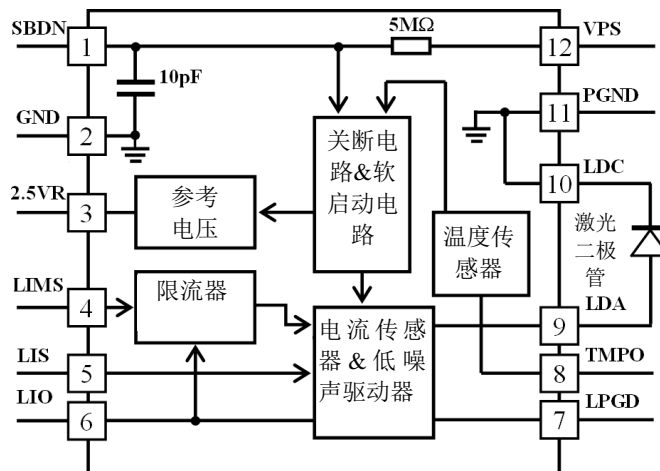 SBDN
1
5MΩ
12
VPS
10pF
GND
2
11
PGND
关断电
路&软
启动电
路
10
LDC
2.5VR
3
参考
电压
温度传
感器
激光
二极
管
LIMS
4
限流器
电流传感
器&低噪
声驱动器
9
LDA
LIS
5
8
TMPO
LIO
6
7
LPGD